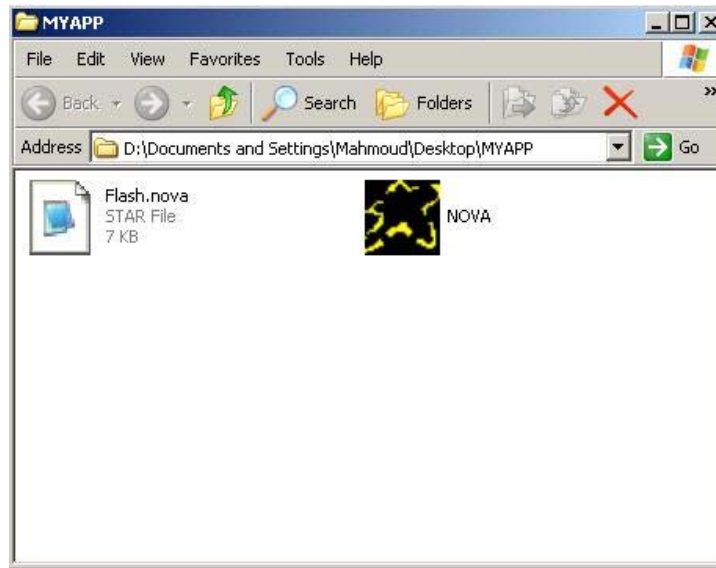 MYAPP
File Edit View Favorites Tools Help
Back Search Folders »
Address D:\Documents and Settings\Mahmoud\Desktop\MYAPP Go
Flash.nova
STAR File
7 KB
NOVA